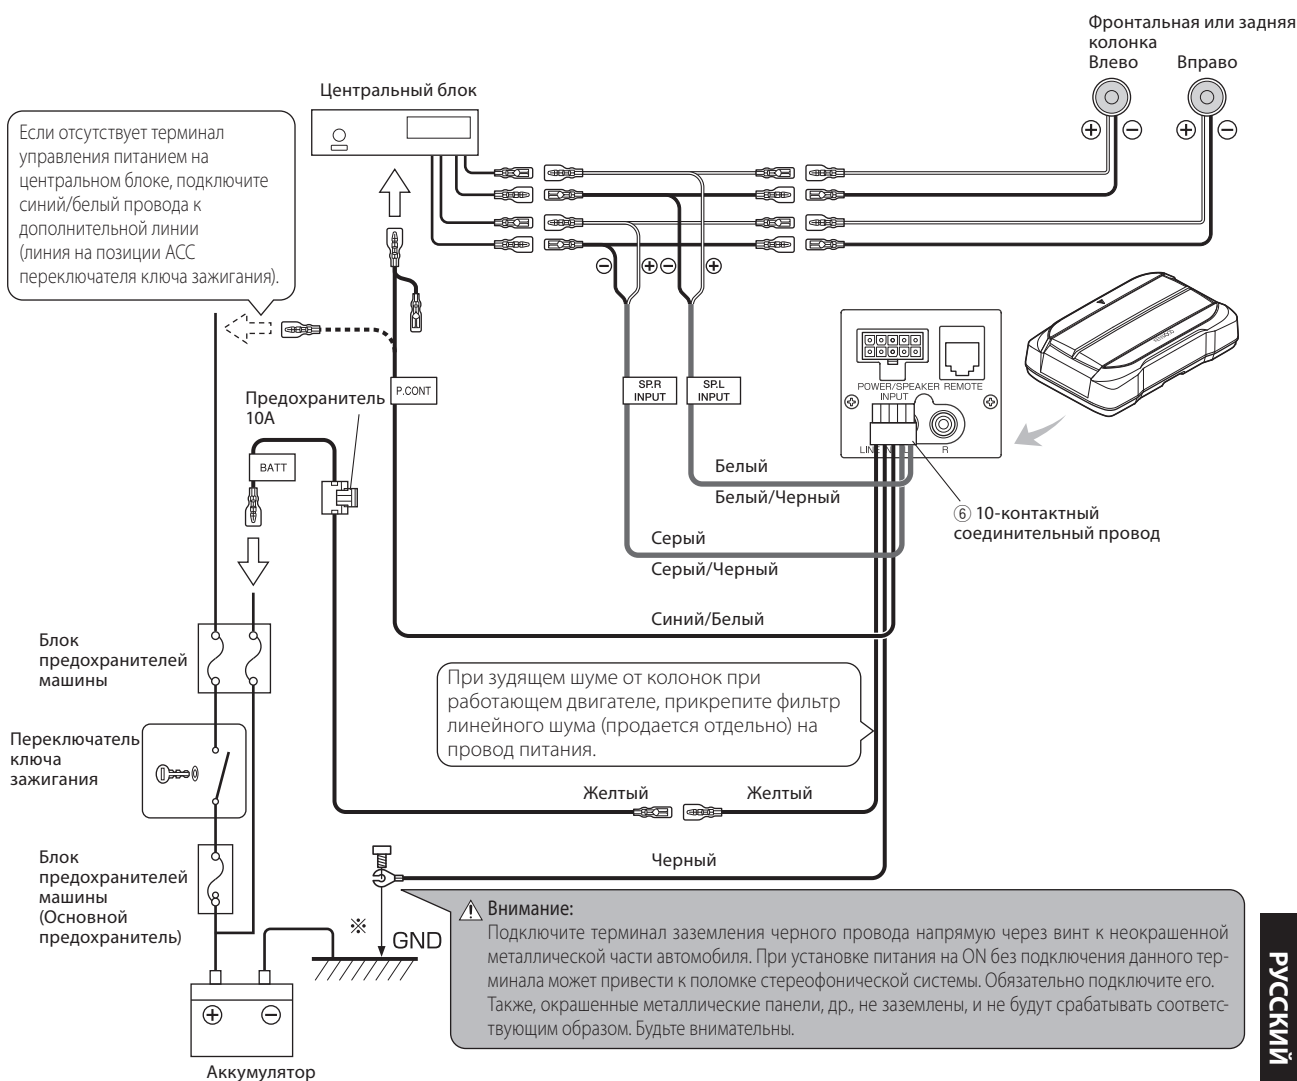 Фронтальная или задняя
колонка
Влево
Вправо
Центральный блок
Если отсутствует терминал
управления питанием на
центральном блоке, подключите
синий/белый провода к
дополнительной линии
(линия на позиции ACC
переключателя ключа зажигания).
P.CONT
SP.R
INPUT
SP.L
INPUT
POWER/SPEAKER
INPUT
REMOTE
R
Предохранитель
10A
BATT
Белый
Белый/Черный
⑥ 10-контактный
соединительный провод
Серый
Серый/Черный
Синий/Белый
Блок
предохранителей
машины
При зудящем шуме от колонок при
работающем двигателе, прикрепите фильтр
линейного шума (продается отдельно) на
провод питания.
Переключатель
ключа
зажигания
Желтый
Желтый
Блок
предохранителей
машины
(Основной
предохранитель)
Черный
※
GND
Внимание:
Подключите терминал заземления черного провода напрямую через винт к неокрашенной
металлической части автомобиля. При установке питания на ON без подключения данного тер-
минала может привести к поломке стереофонической системы. Обязательно подключите его.
Также, окрашенные металлические панели, др., не заземлены, и не будут срабатывать соответс-
твующим образом. Будьте внимательны.
Аккумулятор
РУССКИЙ